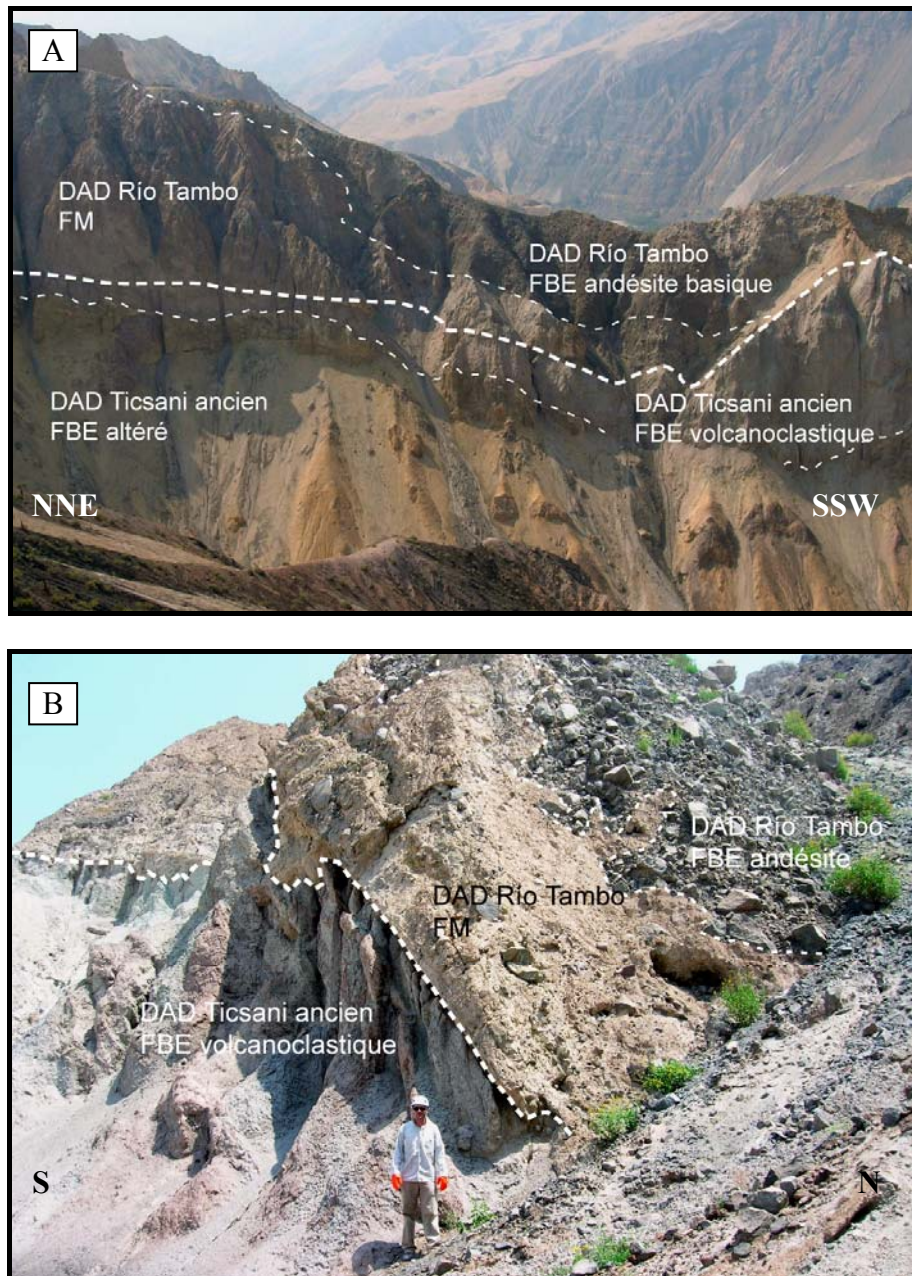 A
DAD Río Tambo
FM
DAD Río Tambo
FBE andésite basique
DAD Ticsani ancien
FBE altéré
DAD Ticsani ancien
FBE volcanoclastique
NNE
SSW
B
DAD Río Tambo
FBE andésite
DAD Río Tambo
FM
DAD Ticsani ancien
FBE volcanoclastique
S
N